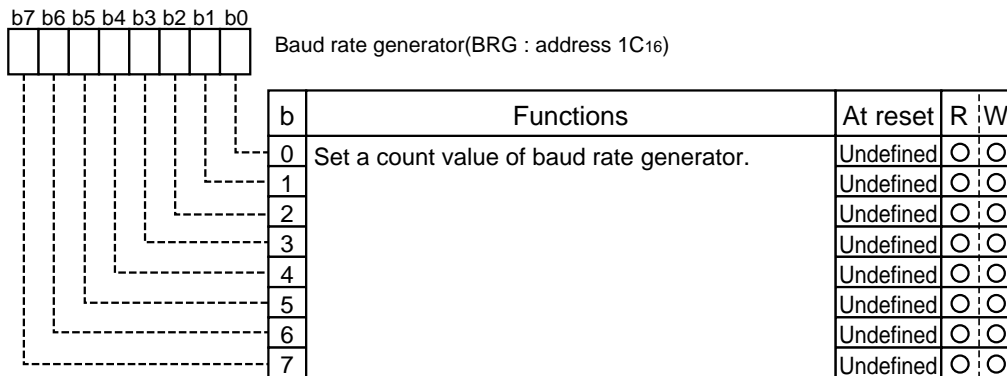 b7 b6 b5 b4 b3 b2 b1 b0
Baud rate generator(BRG : address 1C16)
b Functions At reset R W
0 Set a count value of baud rate generator. Undefined O O
1 Undefined O O
2 Undefined O O
3 Undefined O O
4 Undefined O O
5 Undefined O O
6 Undefined O O
7 Undefined O O